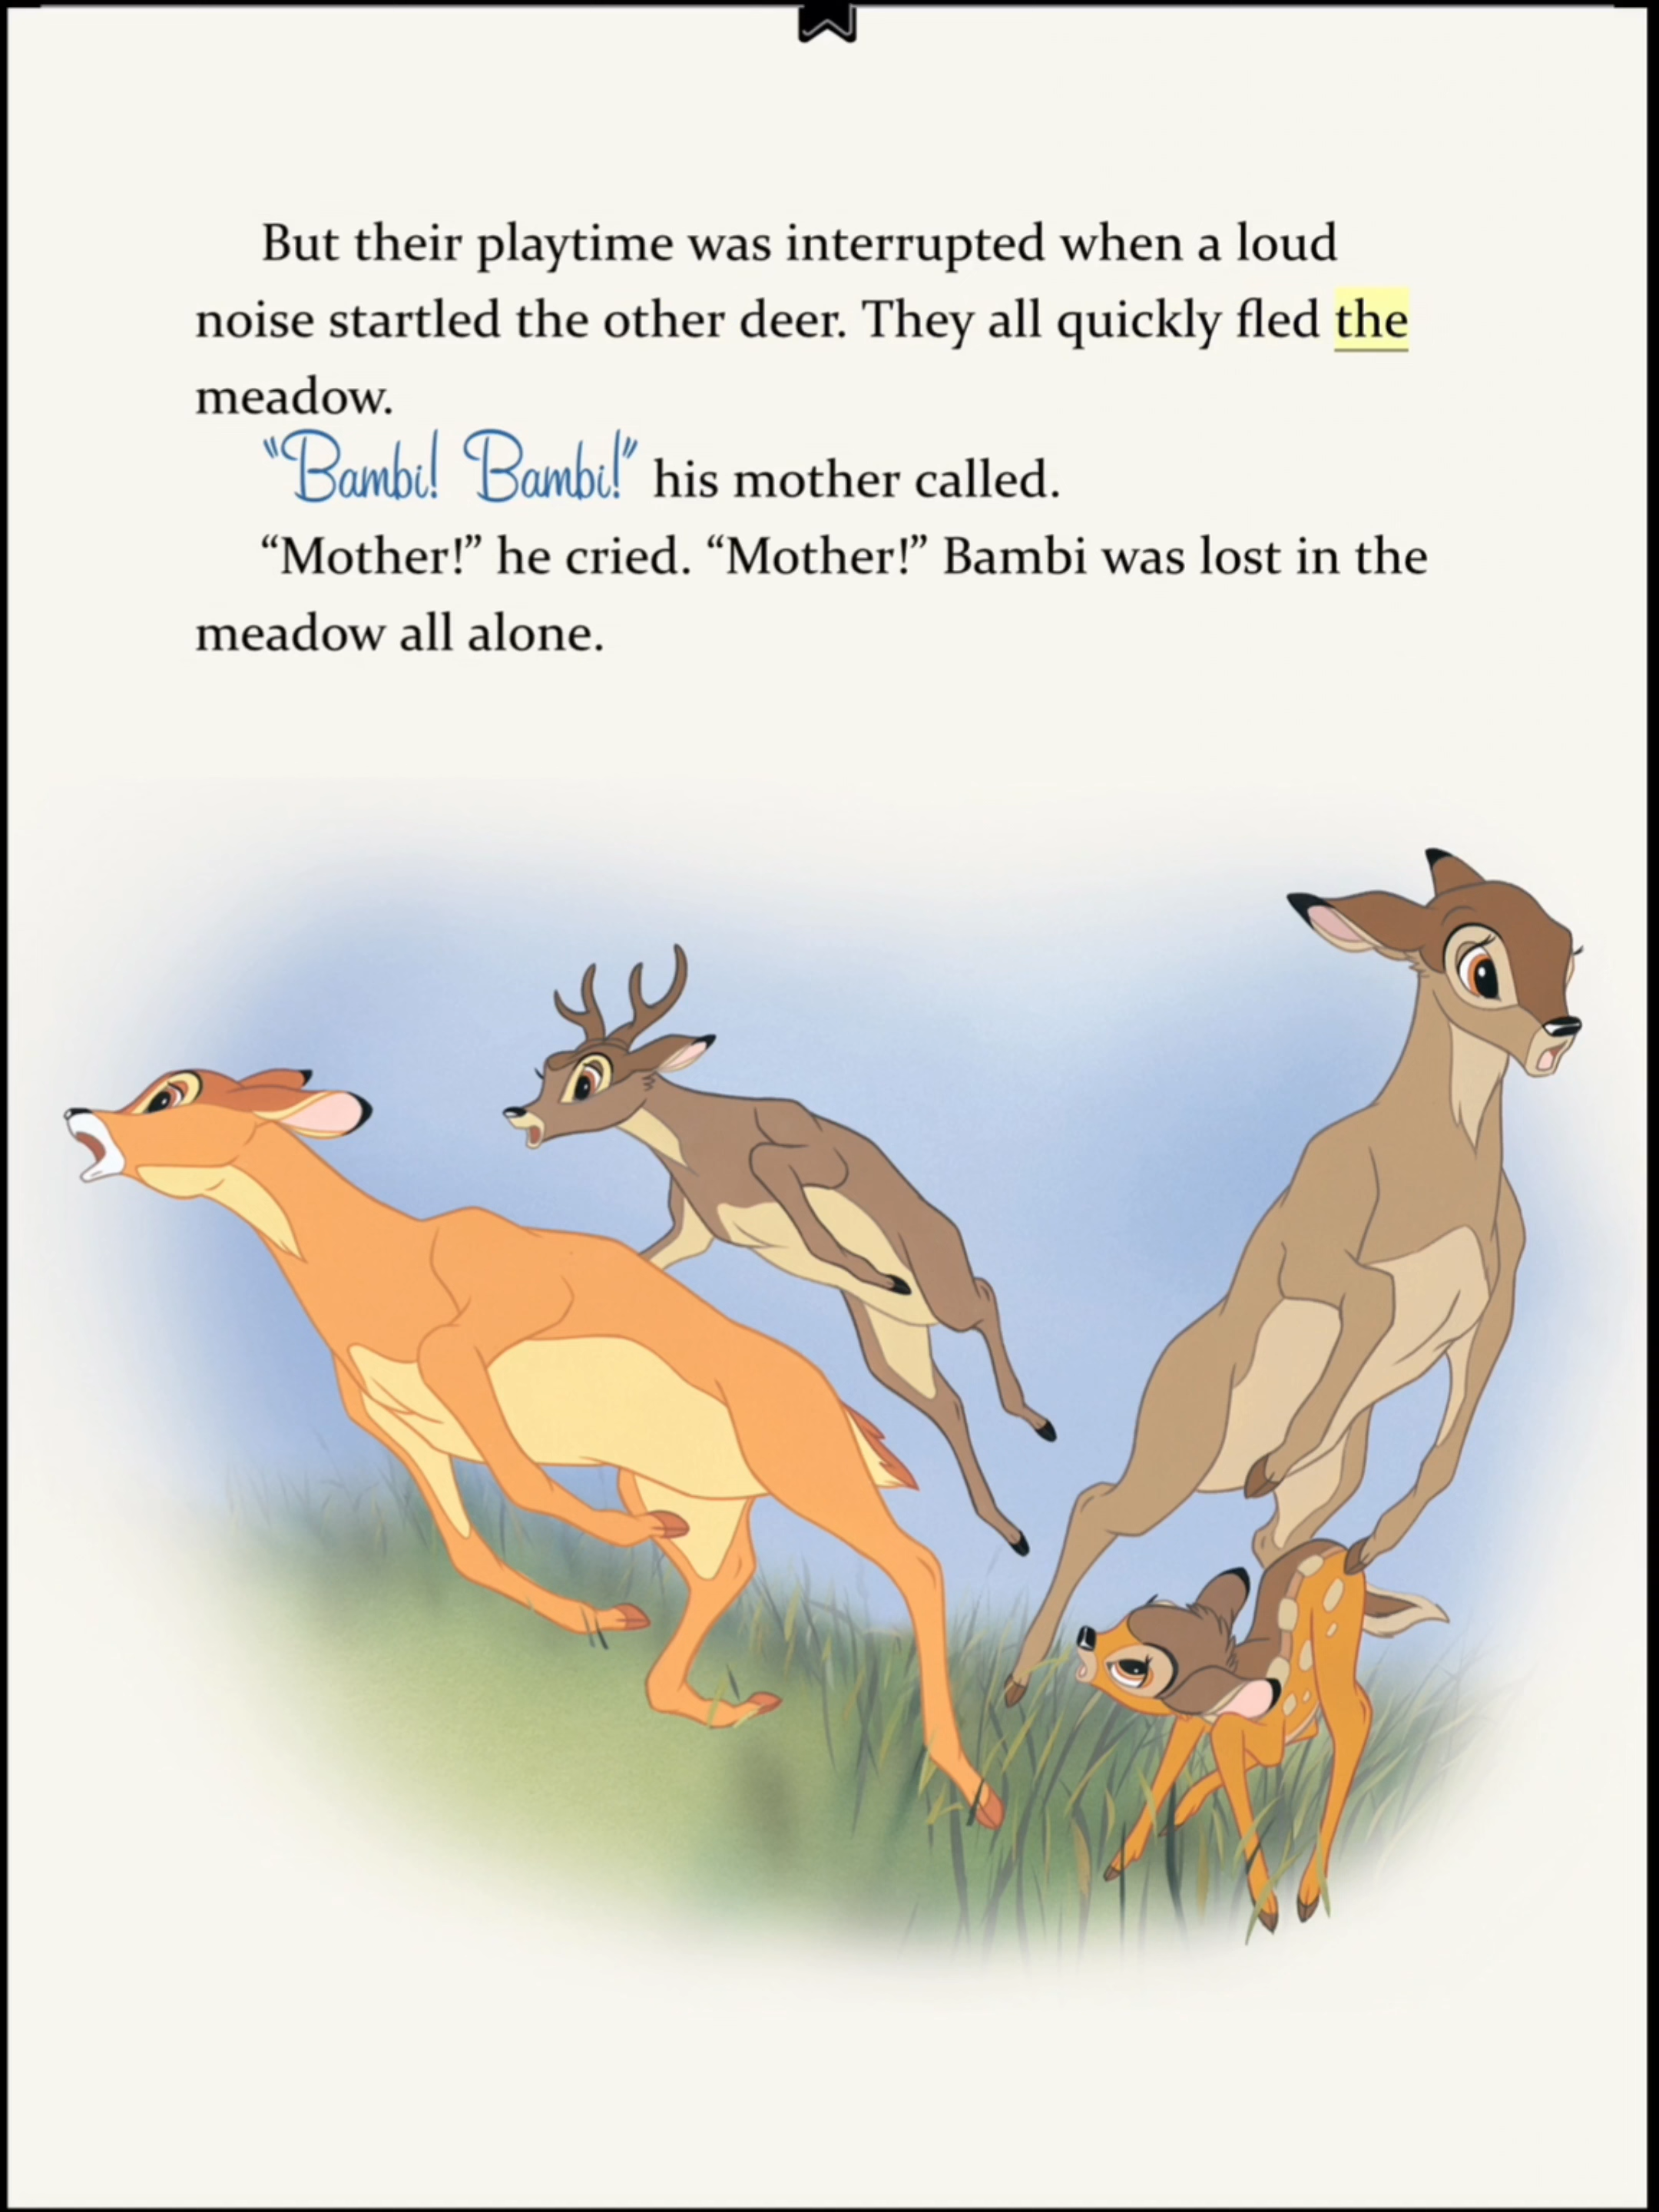 But their playtime was interrupted when a loud
noise startled the other deer. They all quickly fled the
meadow.
"Bambi! Bambi!" his mother called.
“Mother!” he cried. “Mother!” Bambi was lost in the
meadow all alone.